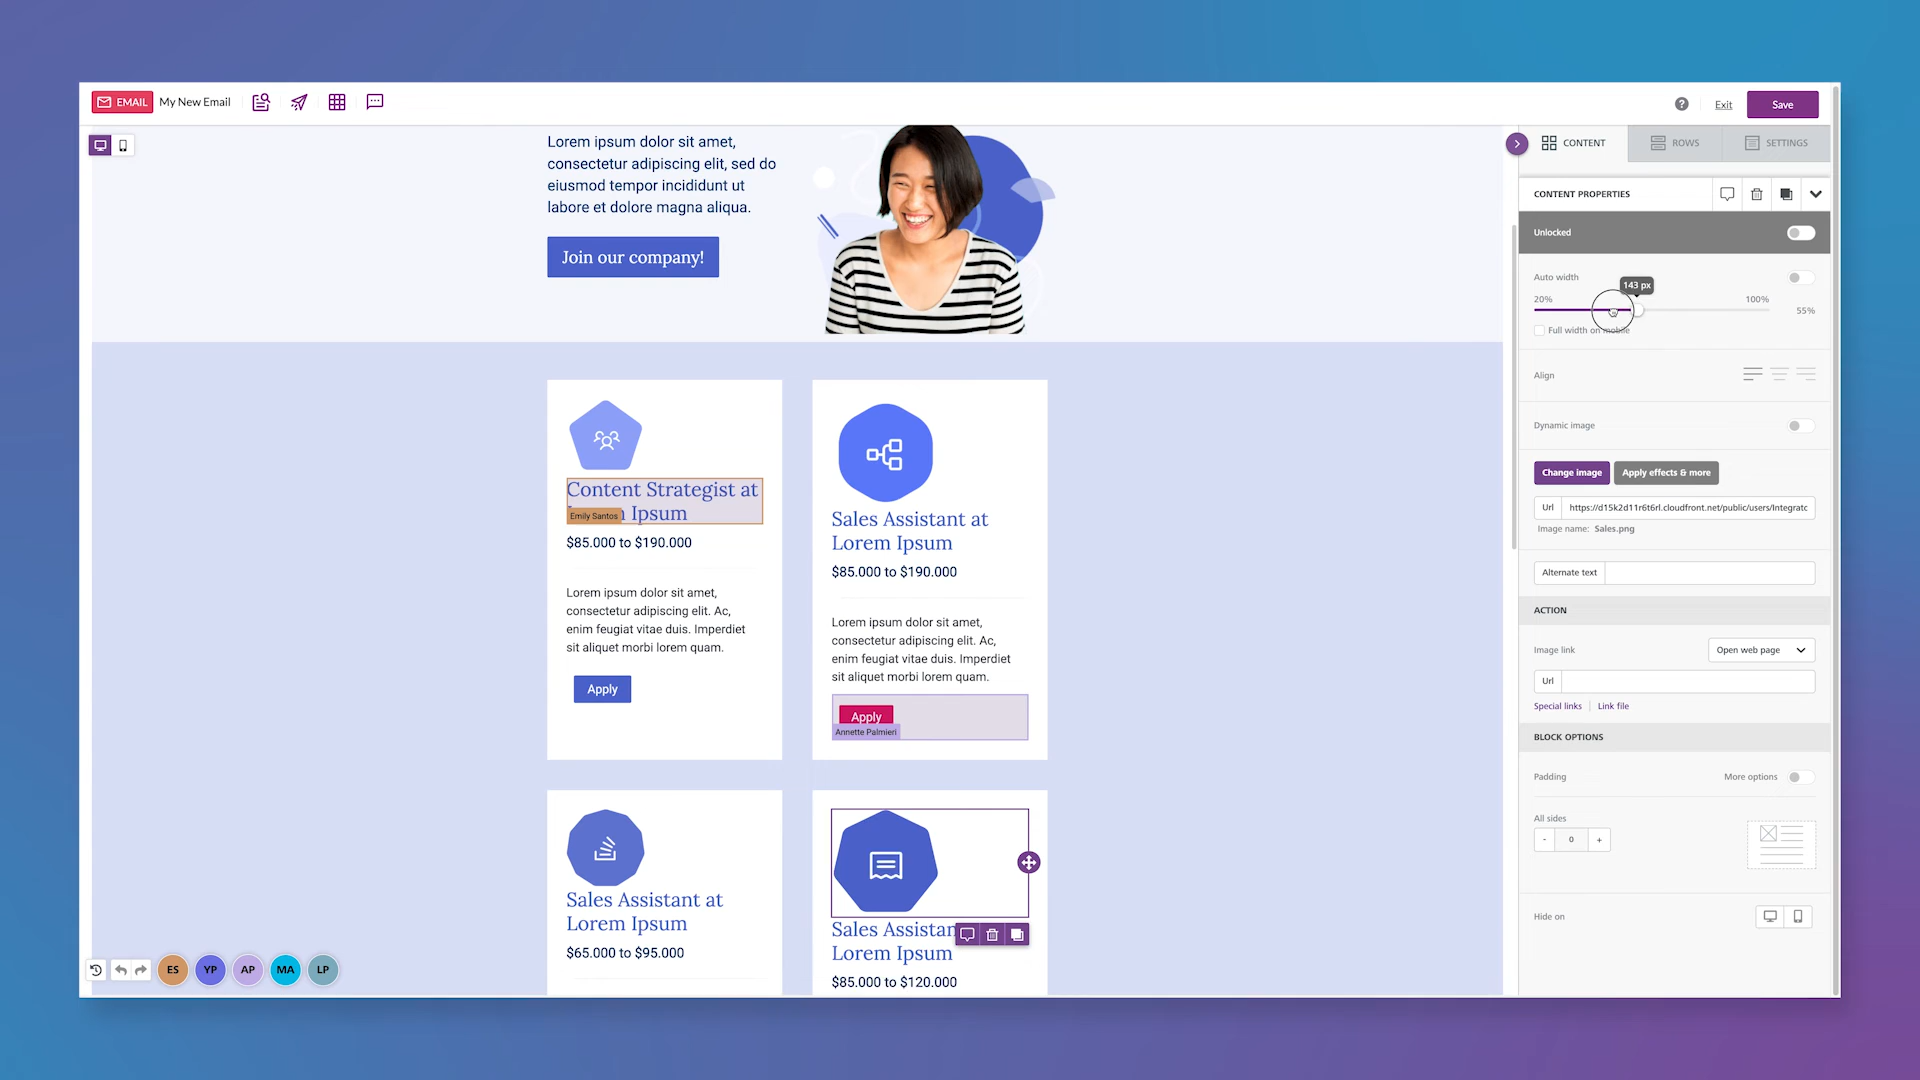 EMAIL My New Email
Exit
Save
Lorem ipsum dolor sit amet,
consectetur adipiscing elit, sed do
eiusmod tempor incididunt ut
labore et dolore magna aliqua.
Join our company!
Content Strategist at
Ipsum
Emily Santos
$85.000 to $190.000
Lorem ipsum dolor sit amet,
consectetur adipiscing elit. Ac,
enim feugiat vitae duis. Imperdiet
sit aliquet morbi lorem quam.
Apply
Sales Assistant at
Lorem Ipsum
$85.000 to $190.000
Lorem ipsum dolor sit amet,
consectetur adipiscing elit. Ac,
enim feugiat vitae duis. Imperdiet
sit aliquet morbi lorem quam.
Apply
Annette Palmieri
Sales Assistant at
Lorem Ipsum
$65.000 to $95.000
Sales Assistan
Lorem Ipsum
$85.000 to $120.000
ES YP AP MA LP
CONTENT ROWS SETTINGS
CONTENT PROPERTIES
Unlocked
Auto width
143 px
20% 100%
55%
Full width on mobile
Align
Dynamic image
Change image Apply effects & more
Url https://d15k2d11r6t6rl.cloudfront.net/public/users/Integratc
Image name: Sales.png
Alternate text
ACTION
Image link Open web page
Url
Special links Link file
BLOCK OPTIONS
Padding More options
All sides
- 0 +
Hide on